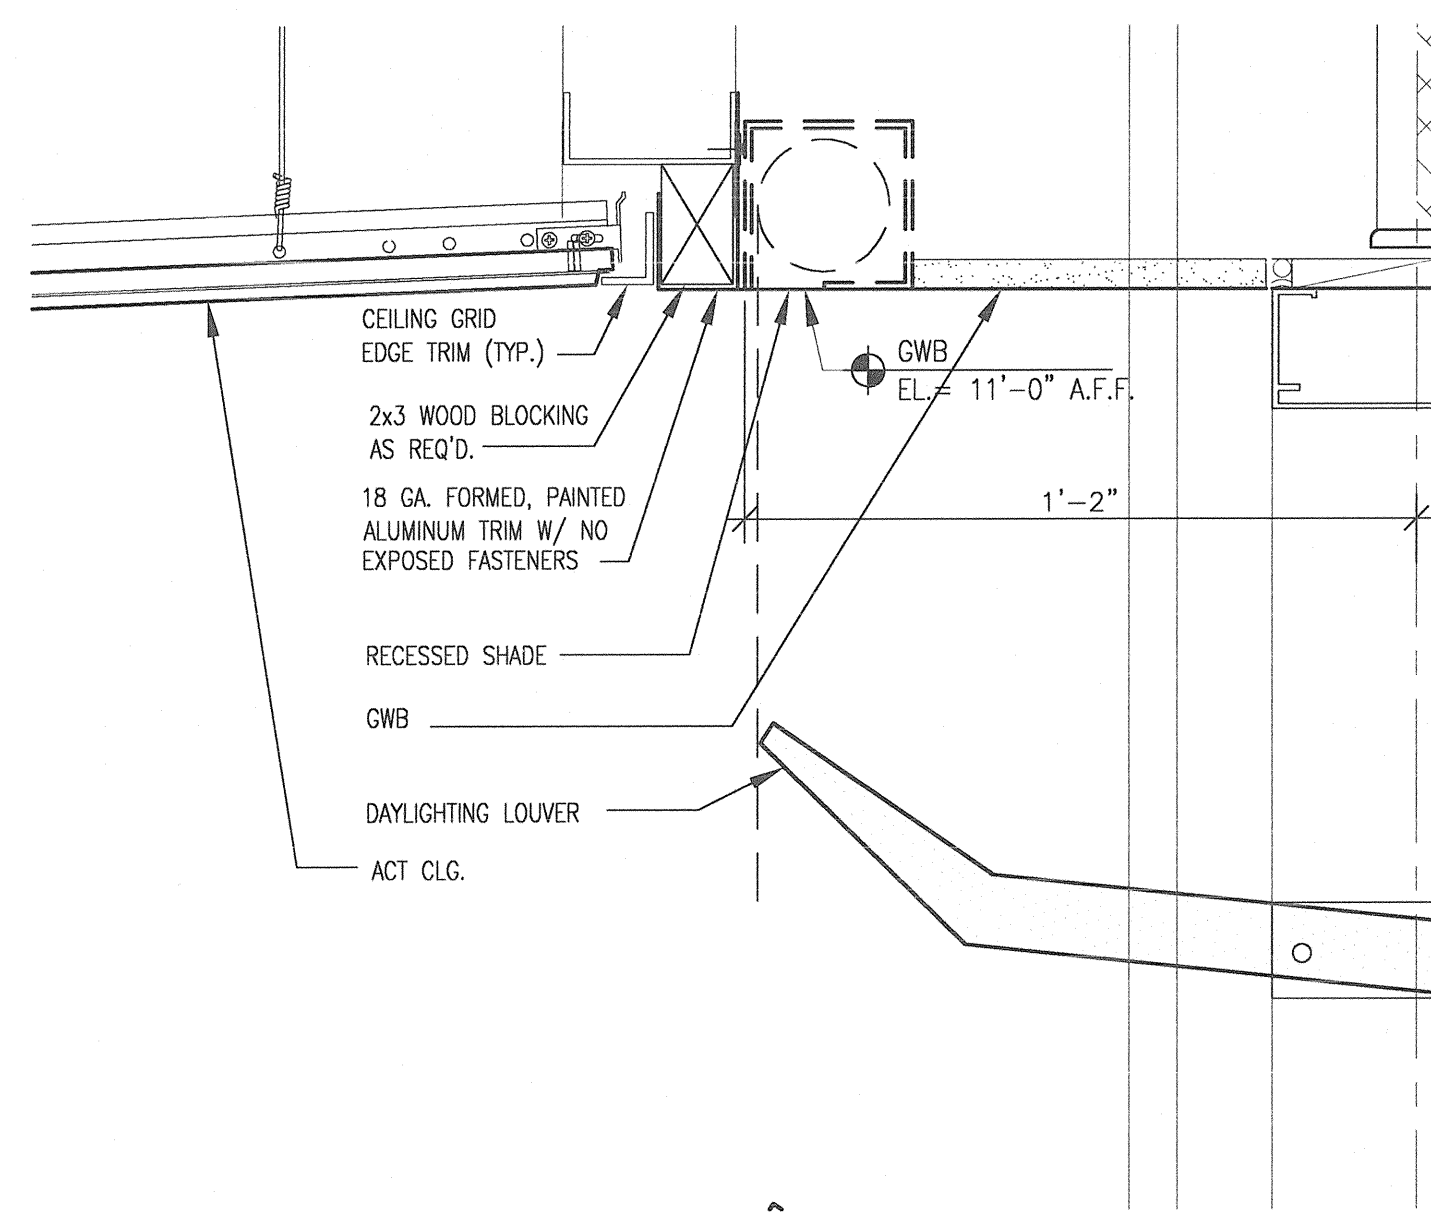 CEILING GRID
EDGE TRIM (TYP.)
GWB
EL.= 11'-0" A.F.F.
2x3 WOOD BLOCKING
AS REQ'D.
18 GA. FORMED, PAINTED
ALUMINUM TRIM W/ NO
EXPOSED FASTENERS
1'-2"
RECESSED SHADE
GWB
DAYLIGHTING LOUVER
ACT CLG.